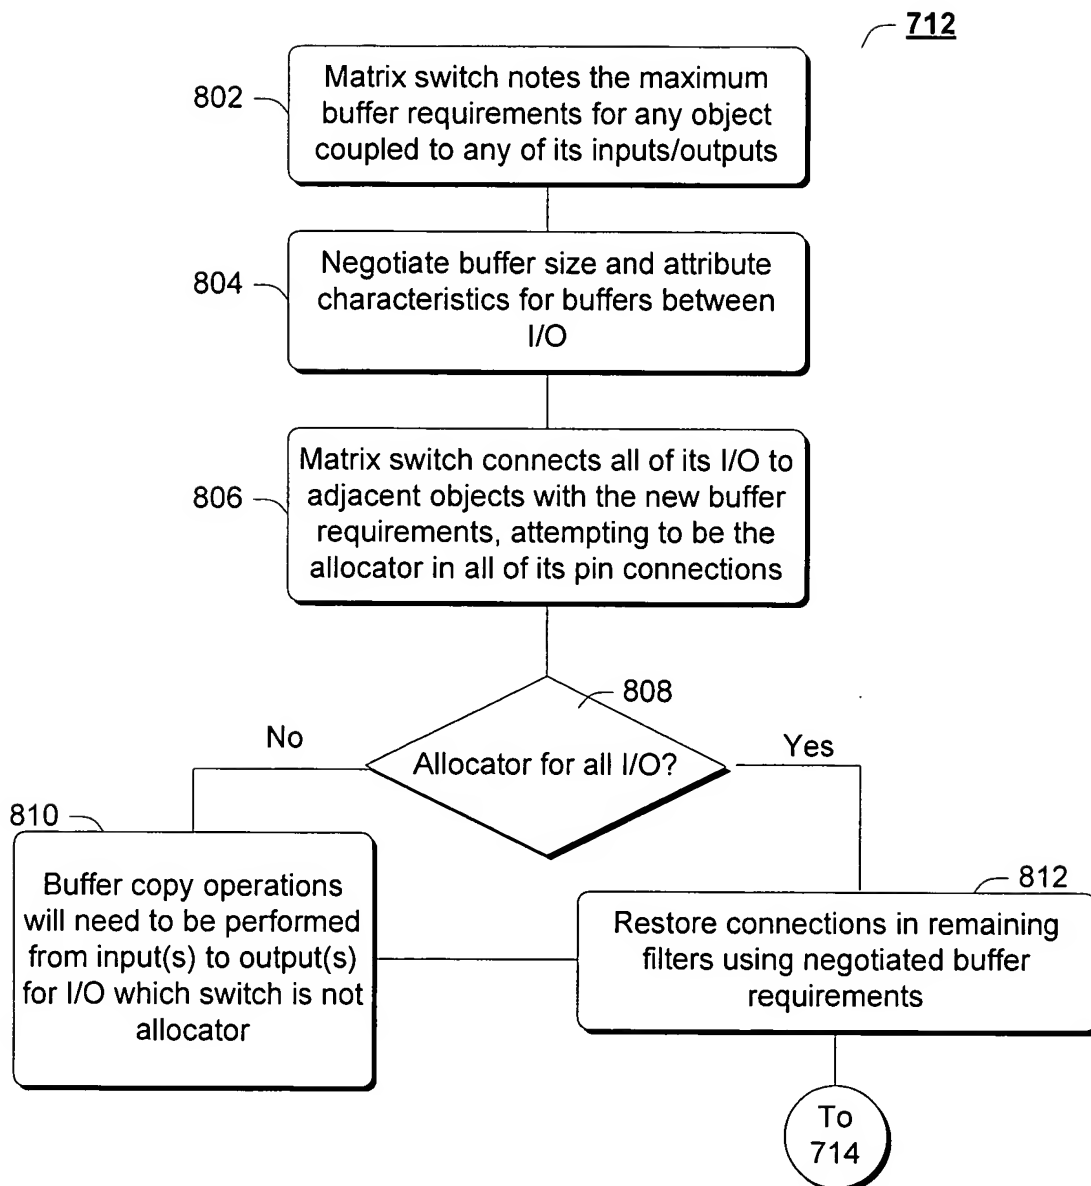 712
802
Matrix switch notes the maximum
buffer requirements for any object
coupled to any of its inputs/outputs
804
Negotiate buffer size and attribute
characteristics for buffers between
I/O
806
Matrix switch connects all of its I/O to
adjacent objects with the new buffer
requirements, attempting to be the
allocator in all of its pin connections
808
No
Allocator for all I/O?
Yes
810
Buffer copy operations
will need to be performed
from input(s) to output(s)
for I/O which switch is not
allocator
812
Restore connections in remaining
filters using negotiated buffer
requirements
To
714